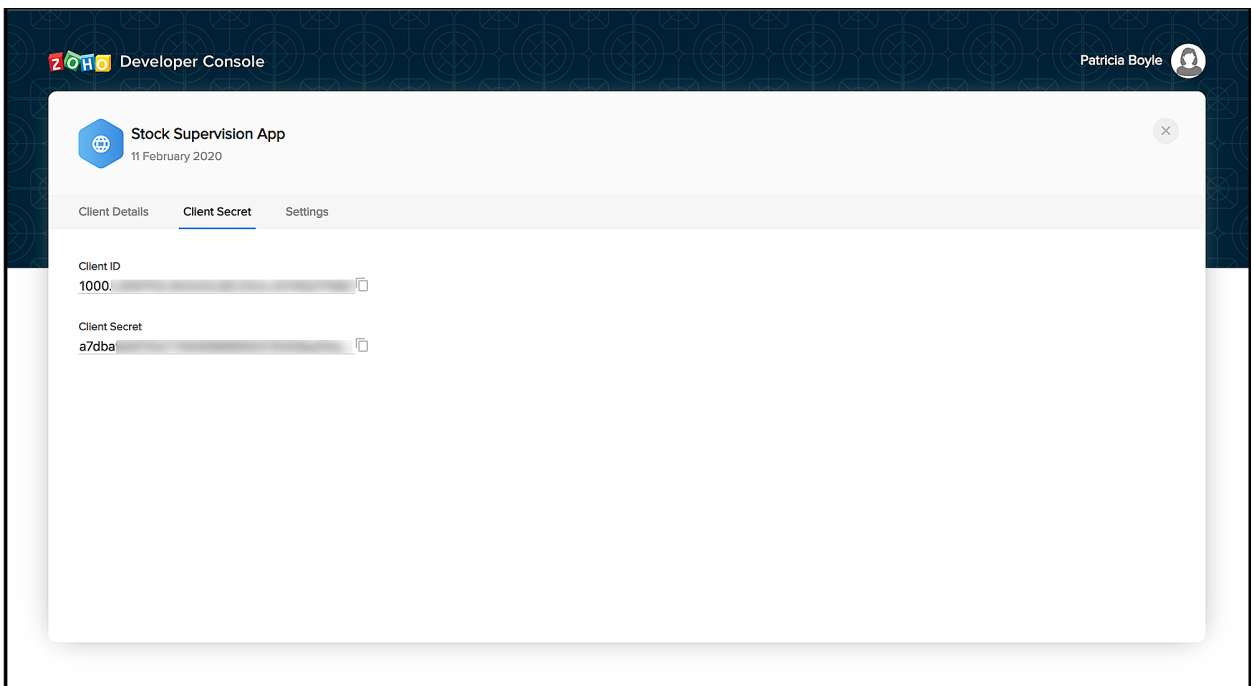 ZOHO Developer Console
Patricia Boyle
Stock Supervision App
11 February 2020
Client Details Client Secret Settings
Client ID
1000.
Client Secret
a7dba